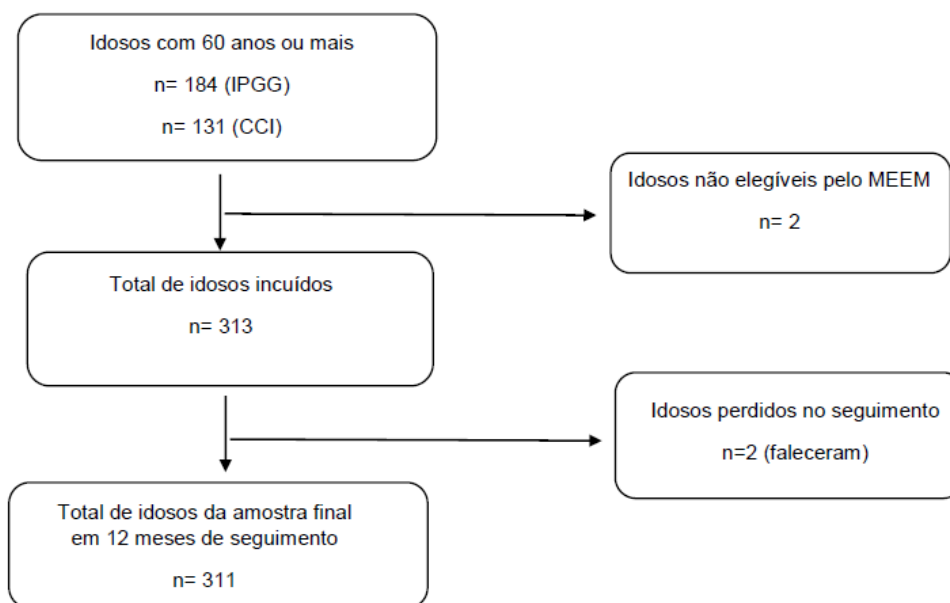 Idosos com 60 anos ou mais
n= 184 (IPGG)
n= 131 (CCI)
Idosos não elegíveis pelo MEEM
n= 2
Total de idosos incuídos
n= 313
Idosos perdidos no seguimento
n=2 (faleceram)
Total de idosos da amostra final
em 12 meses de seguimento
n= 311